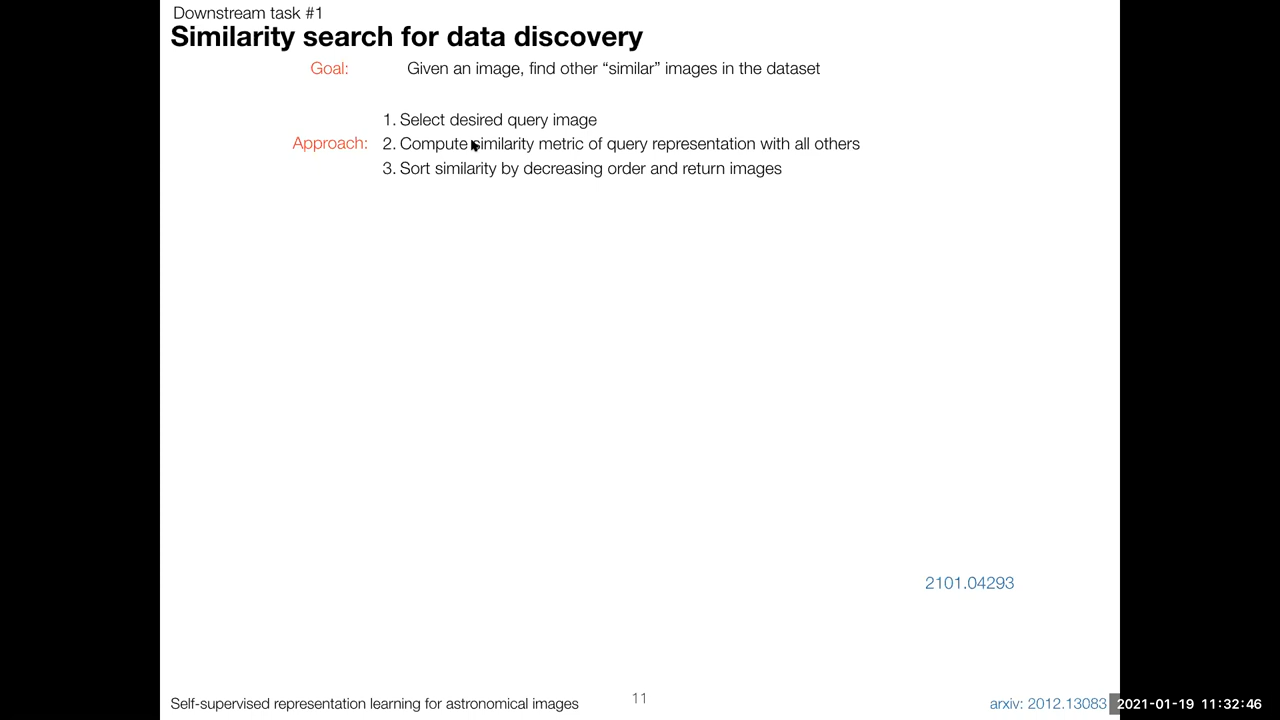 Downstream task #1
Similarity search for data discovery
Goal: Given an image, find other “similar” images in the dataset
1. Select desired query image
Approach: 2. Compute similarity metric of query representation with all others
3. Sort similarity by decreasing order and return images
2101.04293
Self-supervised representation learning for astronomical images 11 arxiv: 2012.13083 2021-01-19 11:32:46